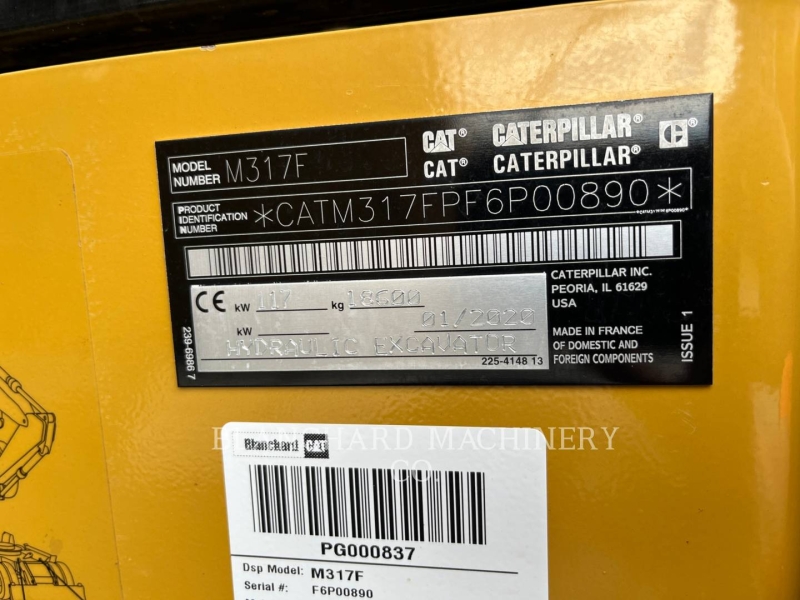 MODEL NUMBER M317F
CAT® CATERPILLAR® C®
CAT® CATERPILLAR®
PRODUCT IDENTIFICATION NUMBER *CATM317FPF6P00890*
*CATM317FPF6P00890*
CE kW 117 kg 18600
kW 01/2020
HYDRAULIC EXCAVATOR
225-4148 13
CATERPILLAR INC.
PEORIA, IL 61629
USA
MADE IN FRANCE
OF DOMESTIC AND
FOREIGN COMPONENTS
ISSUE 1
239-6986 7
BLANCHARD MACHINERY
CO.
Blanchard CAT
PG000837
Dsp Model: M317F
Serial #: F6P00890